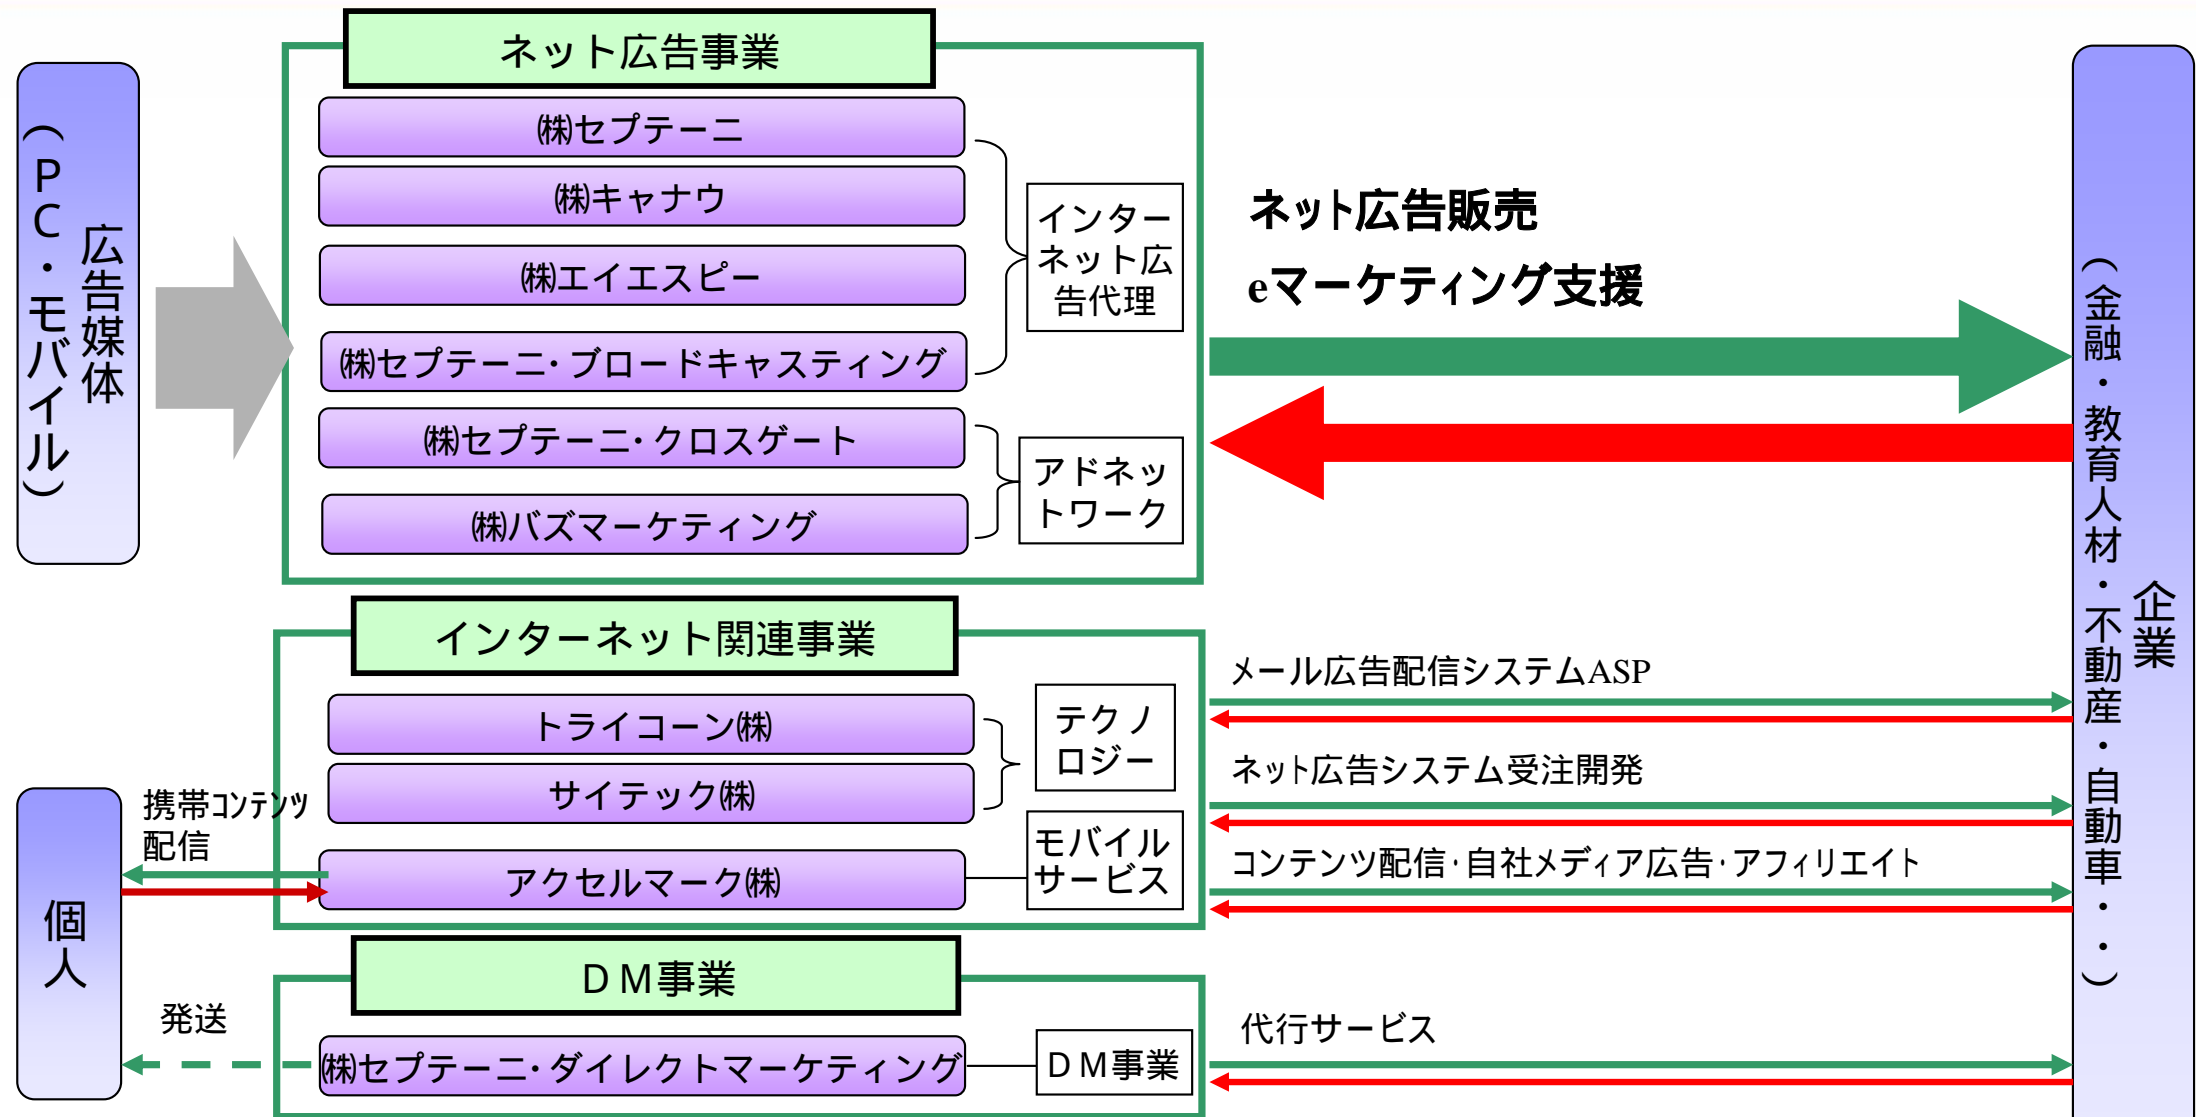 ネット広告事業
広告媒体
（ＰＣ・モバイル）
㈱セプテーニ
㈱キャナウ
㈱エイエスピー
㈱セプテーニ・ブロードキャスティング
インター
ネット広
告代理
㈱セプテーニ・クロスゲート
㈱バズマーケティング
アドネッ
トワーク
ネット広告販売
eマーケティング支援
企業
（金融・教育人材・不動産・自動車・・）
インターネット関連事業
トライコーン㈱
サイテック㈱
テクノ
ロジー
アクセルマーク㈱
モバイル
サービス
メール広告配信システムASP
ネット広告システム受注開発
コンテンツ配信・自社メディア広告・アフィリエイト
携帯コンテンツ
配信
個人
発送
ＤＭ事業
㈱セプテーニ・ダイレクトマーケティング
ＤＭ事業
代行サービス